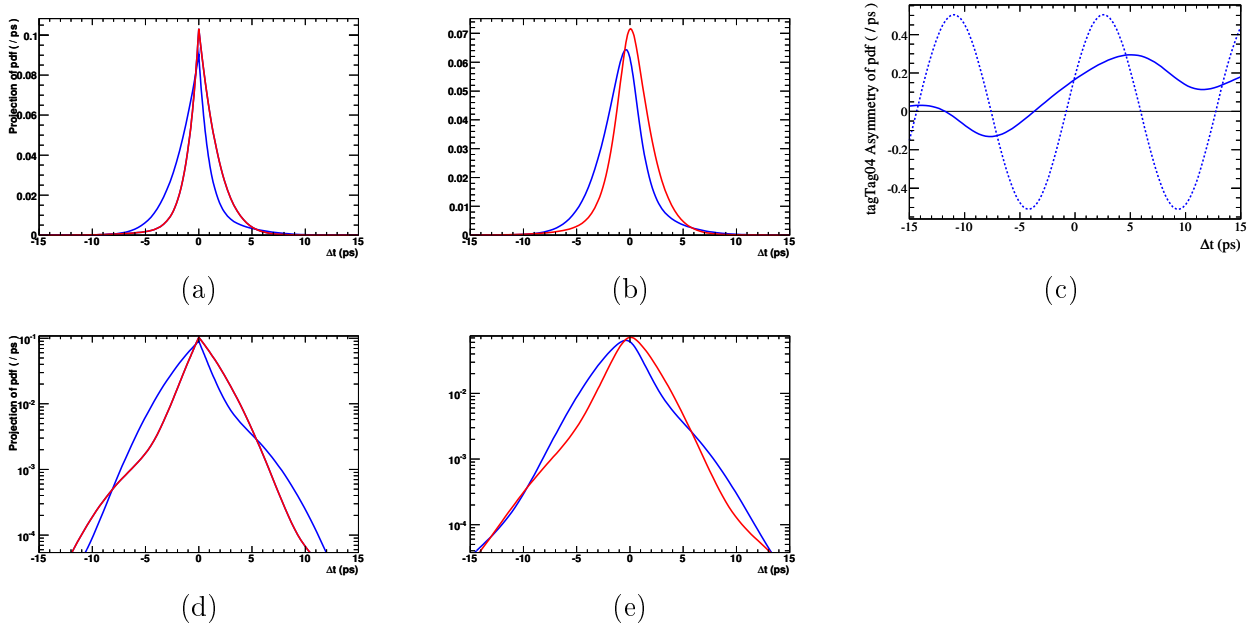 Projection of pdf ( / ps )
0.1
0.08
0.06
0.04
0.02
0
-15 -10 -5 0 5 10 15
Δt (ps)
(a)
0.07
0.06
0.05
0.04
0.03
0.02
0.01
0
-15 -10 -5 0 5 10 15
Δt (ps)
(b)
tagTag04 Asymmetry of pdf ( / ps )
0.4
0.2
0
-0.2
-0.4
-15 -10 -5 0 5 10 15
Δt (ps)
(c)
Projection of pdf ( / ps )
10-1
10-2
10-3
10-4
-15 -10 -5 0 5 10 15
Δt (ps)
(d)
10-2
10-3
10-4
-15 -10 -5 0 5 10 15
Δt (ps)
(e)